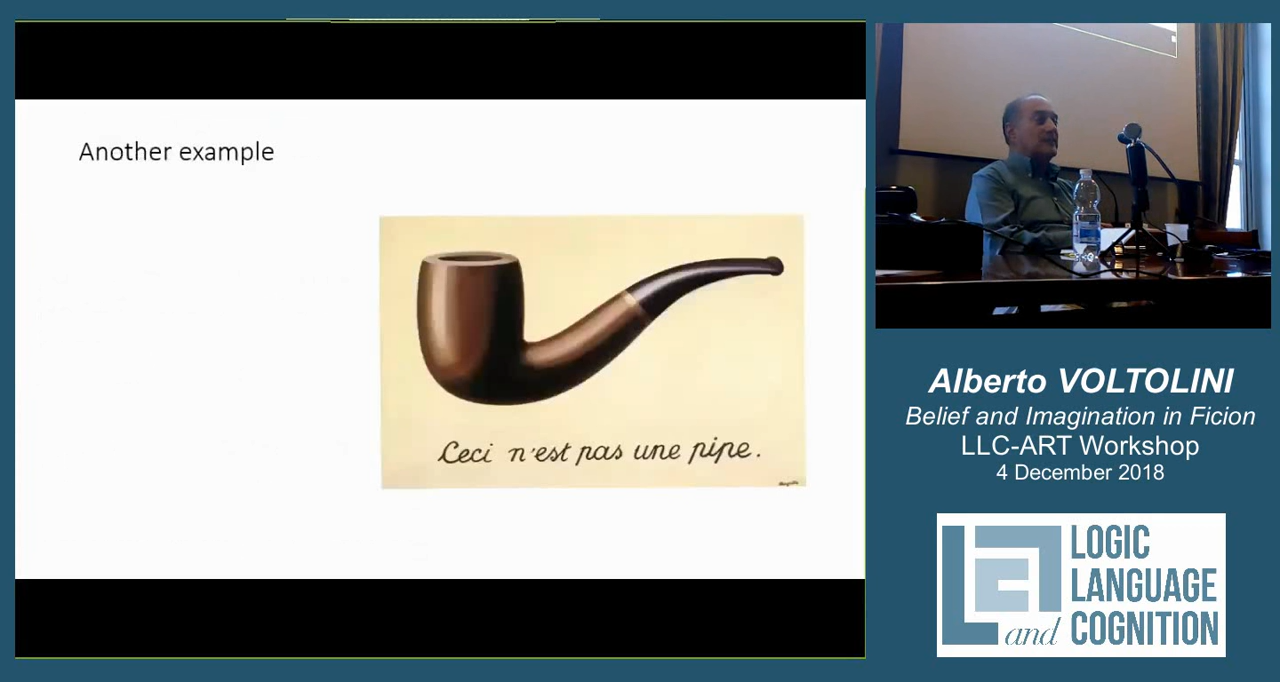 Another example
Ceci n'est pas une pipe.
Alberto VOLTOLINI
Belief and Imagination in Ficion
LLC-ART Workshop
4 December 2018
LOGIC
LANGUAGE
and COGNITION